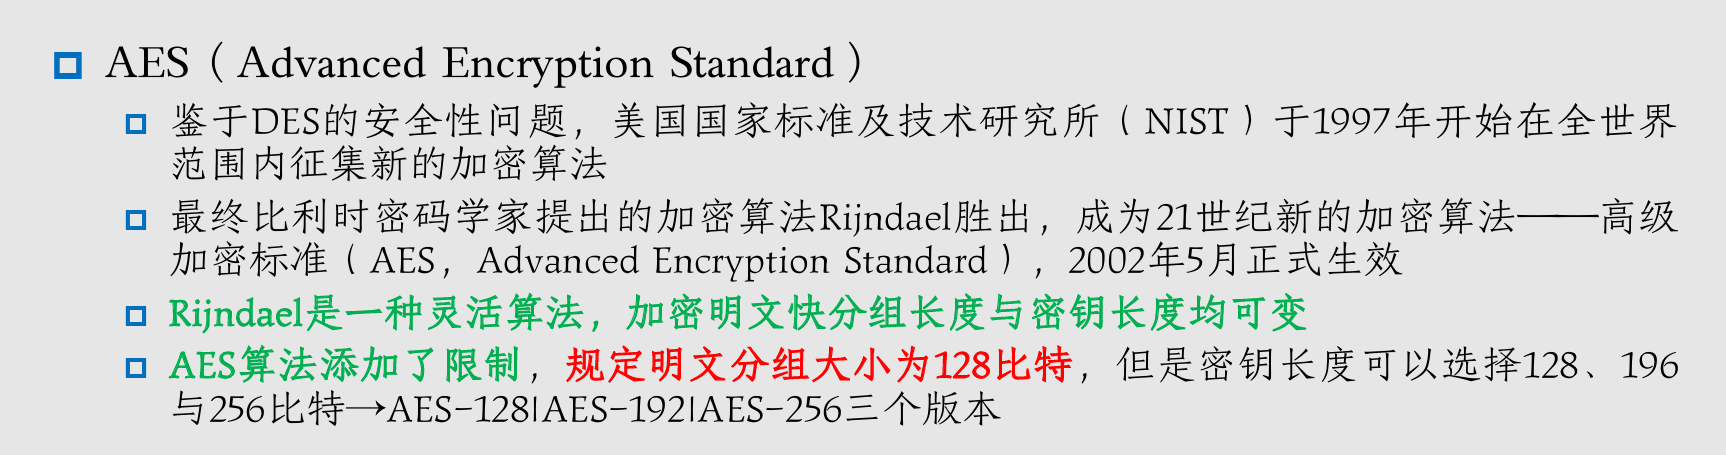 AES（Advanced Encryption Standard）
鉴于DES的安全性问题，美国国家标准及技术研究所（NIST）于1997年开始在全世界
范围内征集新的加密算法
最终比利时密码学家提出的加密算法Rijndael胜出，成为21世纪新的加密算法——高级
加密标准（AES，Advanced Encryption Standard），2002年5月正式生效
Rijndael是一种灵活算法，加密明文快分组长度与密钥长度均可变
AES算法添加了限制，规定明文分组大小为128比特，但是密钥长度可以选择128、196
与256比特→AES-128|AES-192|AES-256三个版本